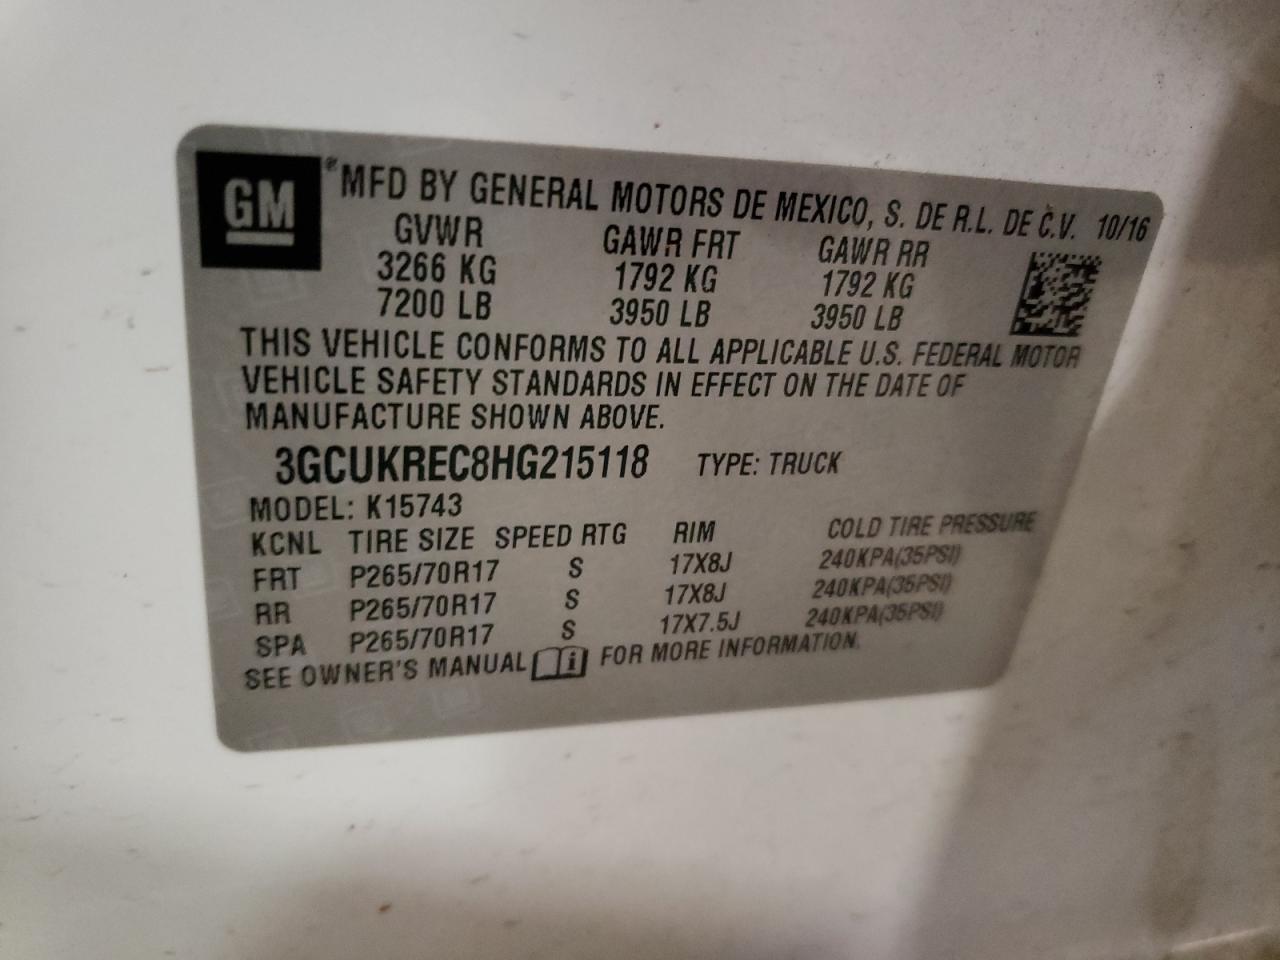 GM ® MFD BY GENERAL MOTORS DE MEXICO, S. DE R.L. DE C.V. 10/16
GVWR GAWR FRT GAWR RR
3266 KG 1792 KG 1792 KG
7200 LB 3950 LB 3950 LB
THIS VEHICLE CONFORMS TO ALL APPLICABLE U.S. FEDERAL MOTOR
VEHICLE SAFETY STANDARDS IN EFFECT ON THE DATE OF
MANUFACTURE SHOWN ABOVE.
3GCUKREC8HG215118 TYPE: TRUCK
MODEL: K15743
KCNL TIRE SIZE SPEED RTG RIM COLD TIRE PRESSURE
FRT P265/70R17 S 17X8J 240KPA(35PSI)
RR P265/70R17 S 17X8J 240KPA(35PSI)
SPA P265/70R17 S 17X7.5J 240KPA(35PSI)
SEE OWNER'S MANUAL i FOR MORE INFORMATION.